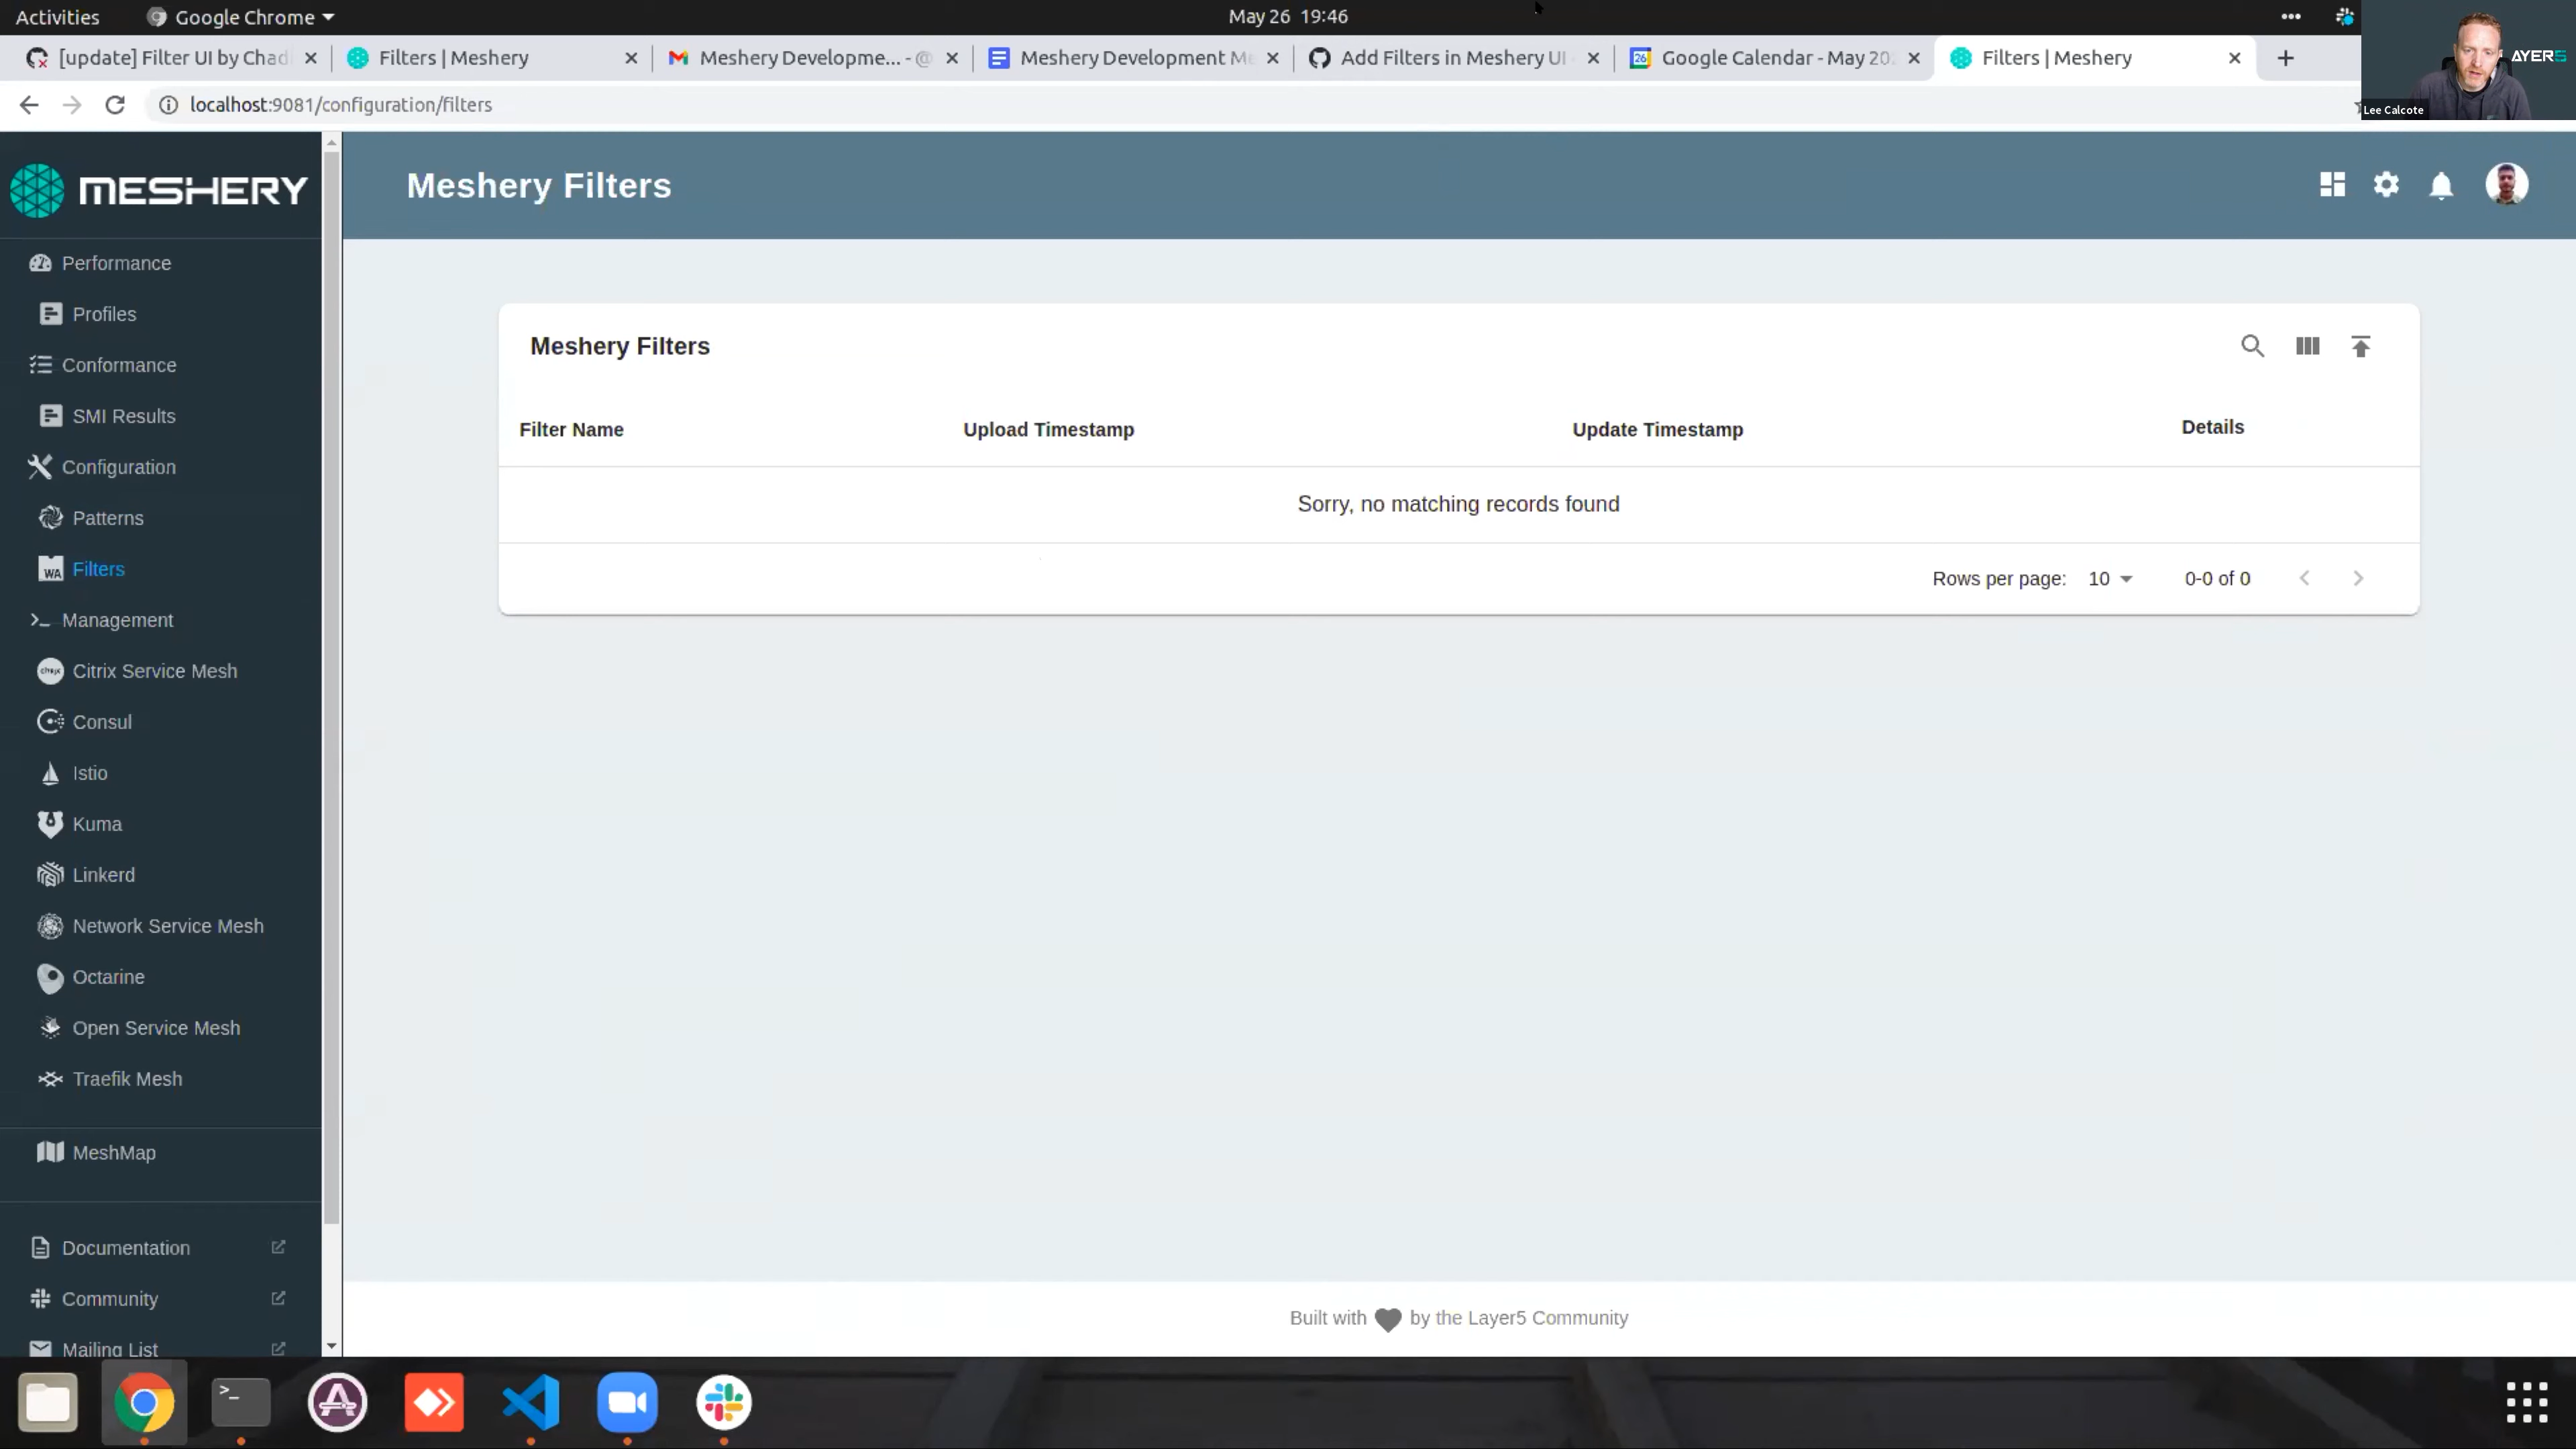 Activities
Google Chrome
May 26 19:46
[update] Filter UI by Chad
Filters | Meshery
Meshery Developme... - @
Meshery Development Me
Add Filters in Meshery UI
Google Calendar - May 20
Filters | Meshery
localhost:9081/configuration/filters
LAYER5
Lee Calcote
MESHERY
Meshery Filters
Performance
Profiles
Conformance
SMI Results
Configuration
Patterns
WA
Filters
Management
citrix
Citrix Service Mesh
Consul
Istio
Kuma
Linkerd
Network Service Mesh
Octarine
Open Service Mesh
Traefik Mesh
MeshMap
Documentation
Community
Mailing List
Meshery Filters
Filter Name
Upload Timestamp
Update Timestamp
Details
Sorry, no matching records found
Rows per page: 10
0-0 of 0
Built with by the Layer5 Community